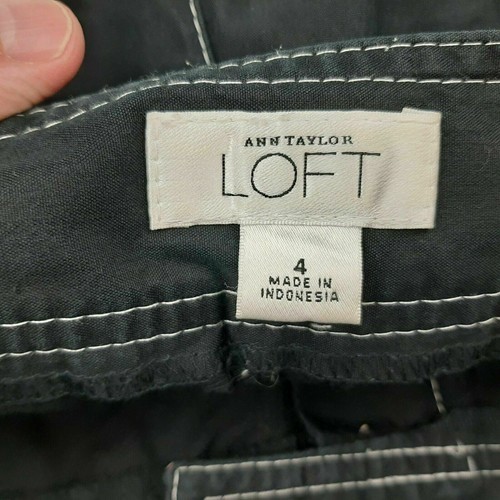 ANN TAYLOR
LOFT
4
MADE IN
INDONESIA